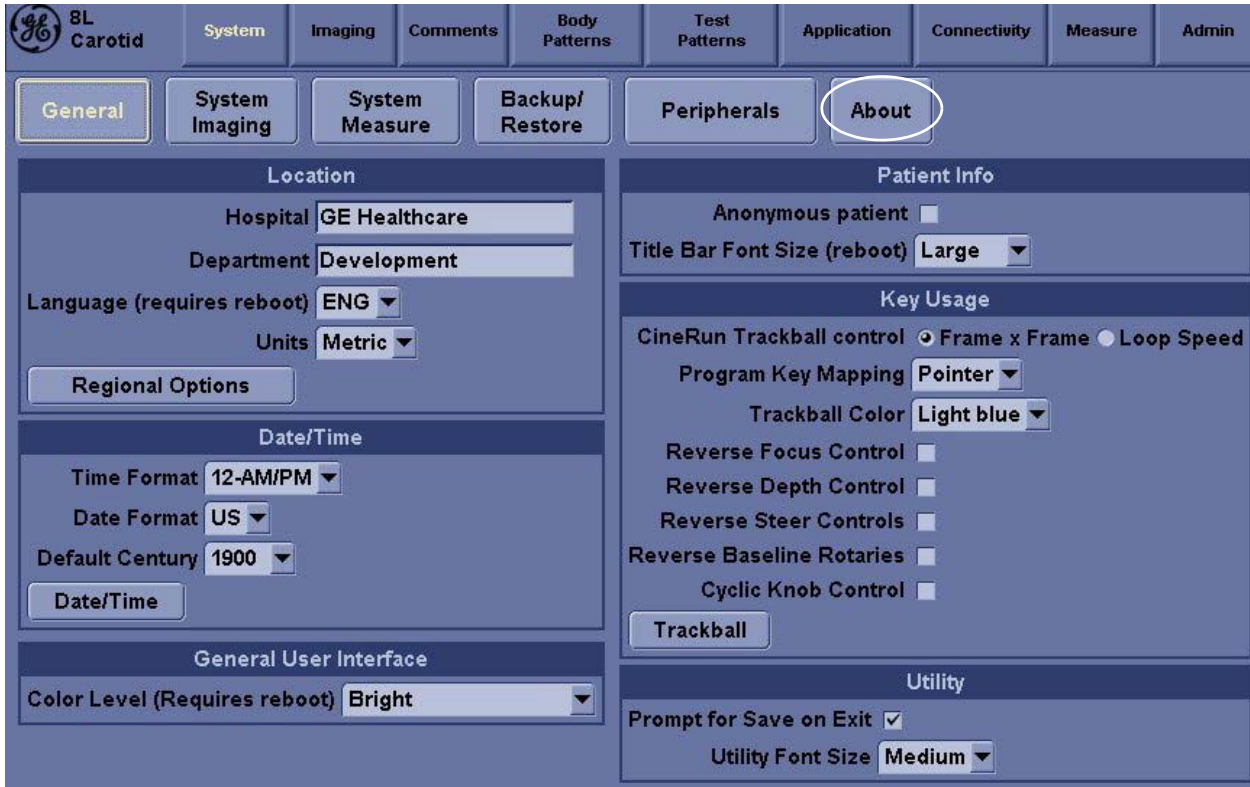 8L
Carotid
System
Imaging
Comments
Body
Patterns
Test
Patterns
Application
Connectivity
Measure
Admin
General
System
Imaging
System
Measure
Backup/
Restore
Peripherals
About
Location
Hospital GE Healthcare
Department Development
Language (requires reboot) ENG
Units Metric
Regional Options
Date/Time
Time Format 12-AM/PM
Date Format US
Default Century 1900
Date/Time
General User Interface
Color Level (Requires reboot) Bright
Patient Info
Anonymous patient
Title Bar Font Size (reboot) Large
Key Usage
CineRun Trackball control Frame x Frame Loop Speed
Program Key Mapping Pointer
Trackball Color Light blue
Reverse Focus Control
Reverse Depth Control
Reverse Steer Controls
Reverse Baseline Rotaries
Cyclic Knob Control
Trackball
Utility
Prompt for Save on Exit
Utility Font Size Medium